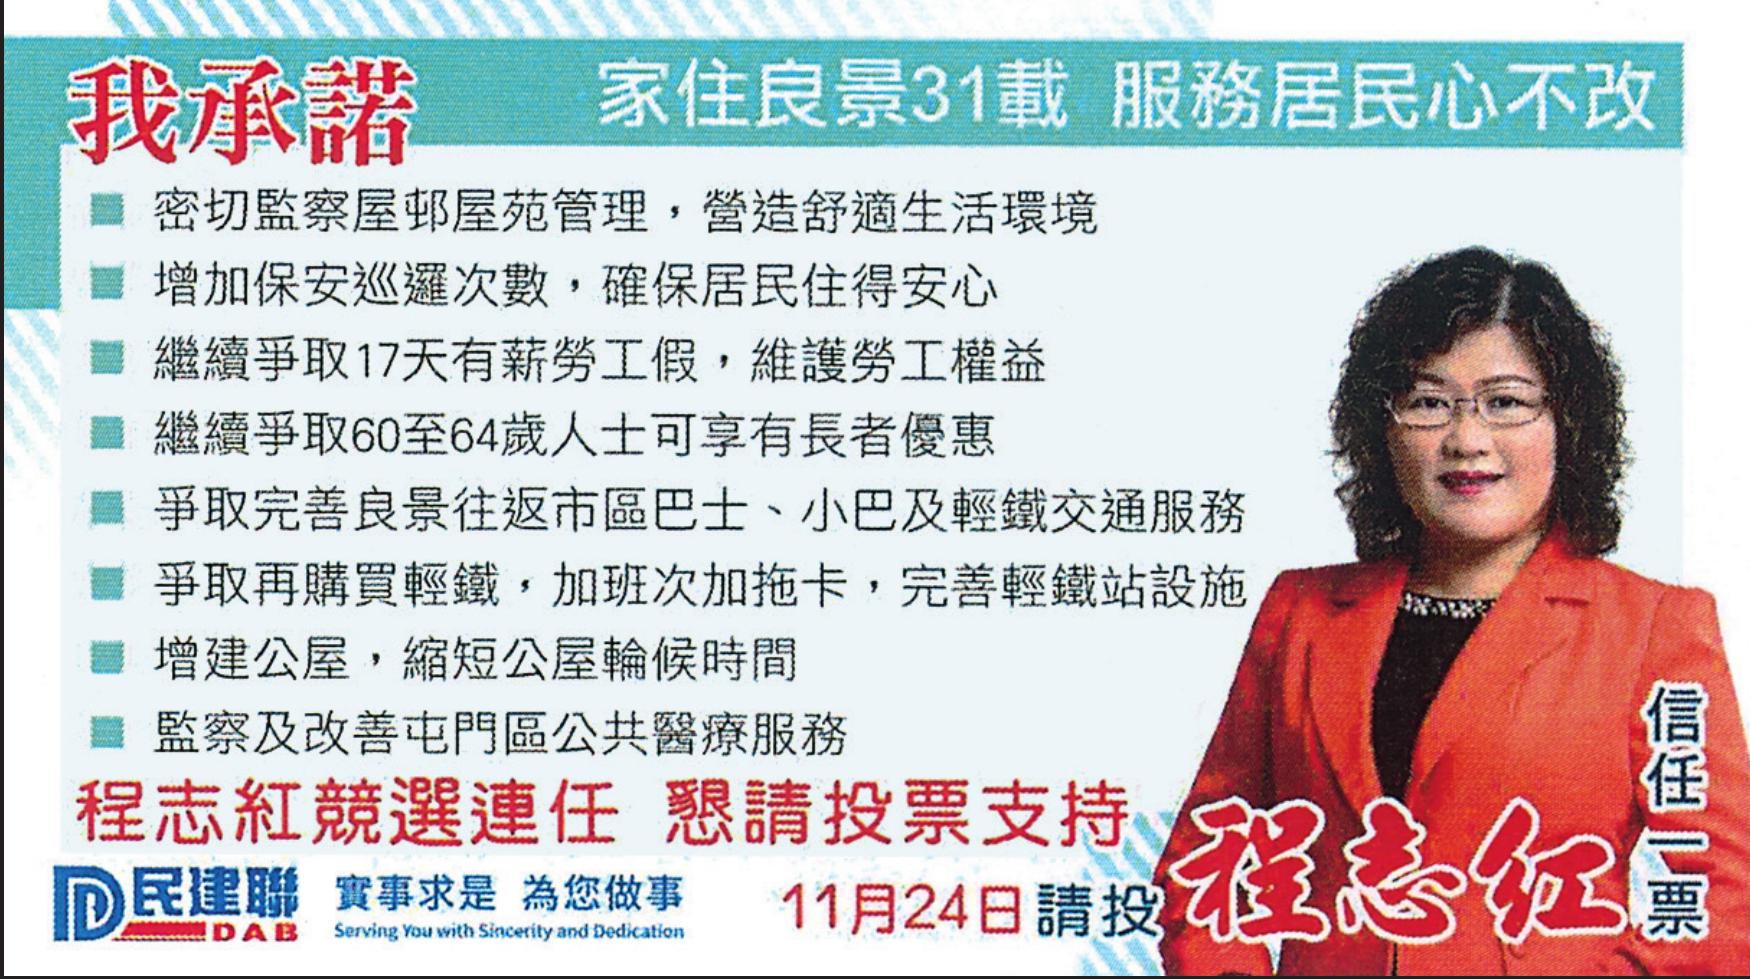 我承諾
家住良景31載 服務居民心不改
密切監察屋邨屋苑管理，營造舒適生活環境
增加保安巡邏次數，確保居民住得安心
繼續爭取17天有薪勞工假，維護勞工權益
繼續爭取60至64歲人士可享有長者優惠
爭取完善良景往返市區巴士、小巴及輕鐵交通服務
爭取再購買輕鐵，加班次加拖卡，完善輕鐵站設施
增建公屋，縮短公屋輪候時間
監察及改善屯門區公共醫療服務
程志紅競選連任 懇請投票支持
民建聯
DAB
實事求是 為您做事
Serving You with Sincerity and Dedication
11月24日請投
程志紅
信任一票